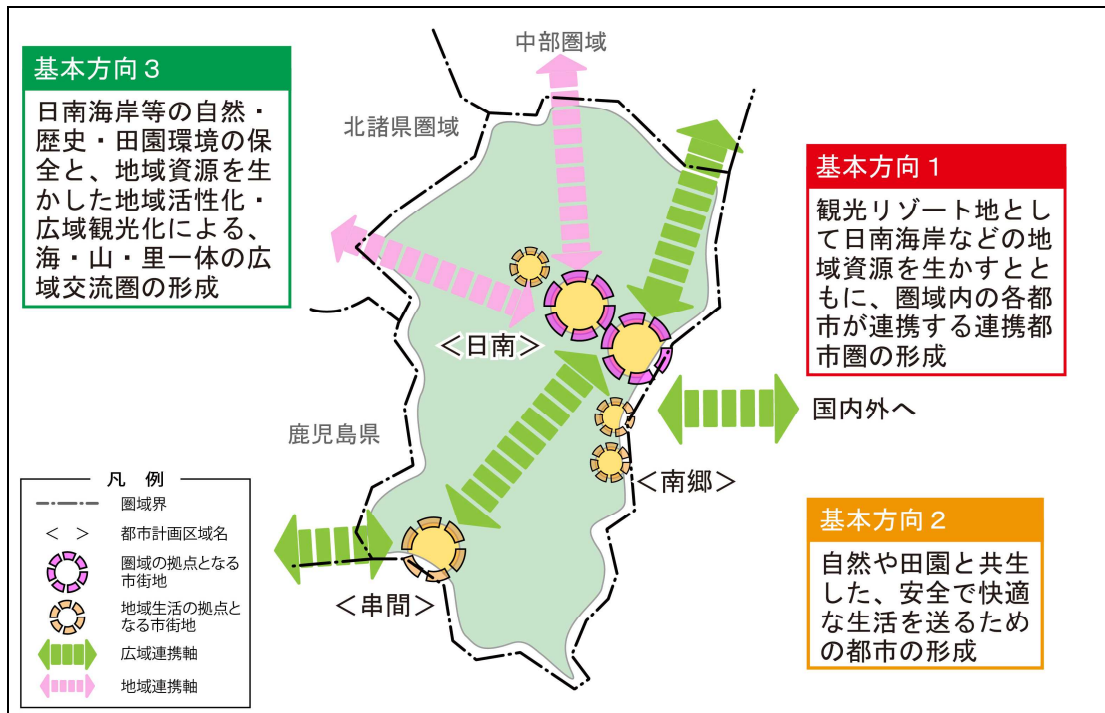 中部圏域
基本方向3
日南海岸等の自然・
歴史・田園環境の保
全と、地域資源を生
かした地域活性化・
広域観光化による、
海・山・里一体の広
域交流圏の形成
北諸県圏域
基本方向1
観光リゾート地とし
て日南海岸などの地
域資源を生かすとと
もに、圏域内の各都
市が連携する連携都
市圏の形成
＜日南＞
国内外へ
鹿児島県
＜南郷＞
基本方向2
自然や田園と共生
した、安全で快適
な生活を送るため
の都市の形成
＜串間＞
凡 例
圏域界
＜ ＞ 都市計画区域名
圏域の拠点となる
市街地
地域生活の拠点と
なる市街地
広域連携軸
地域連携軸